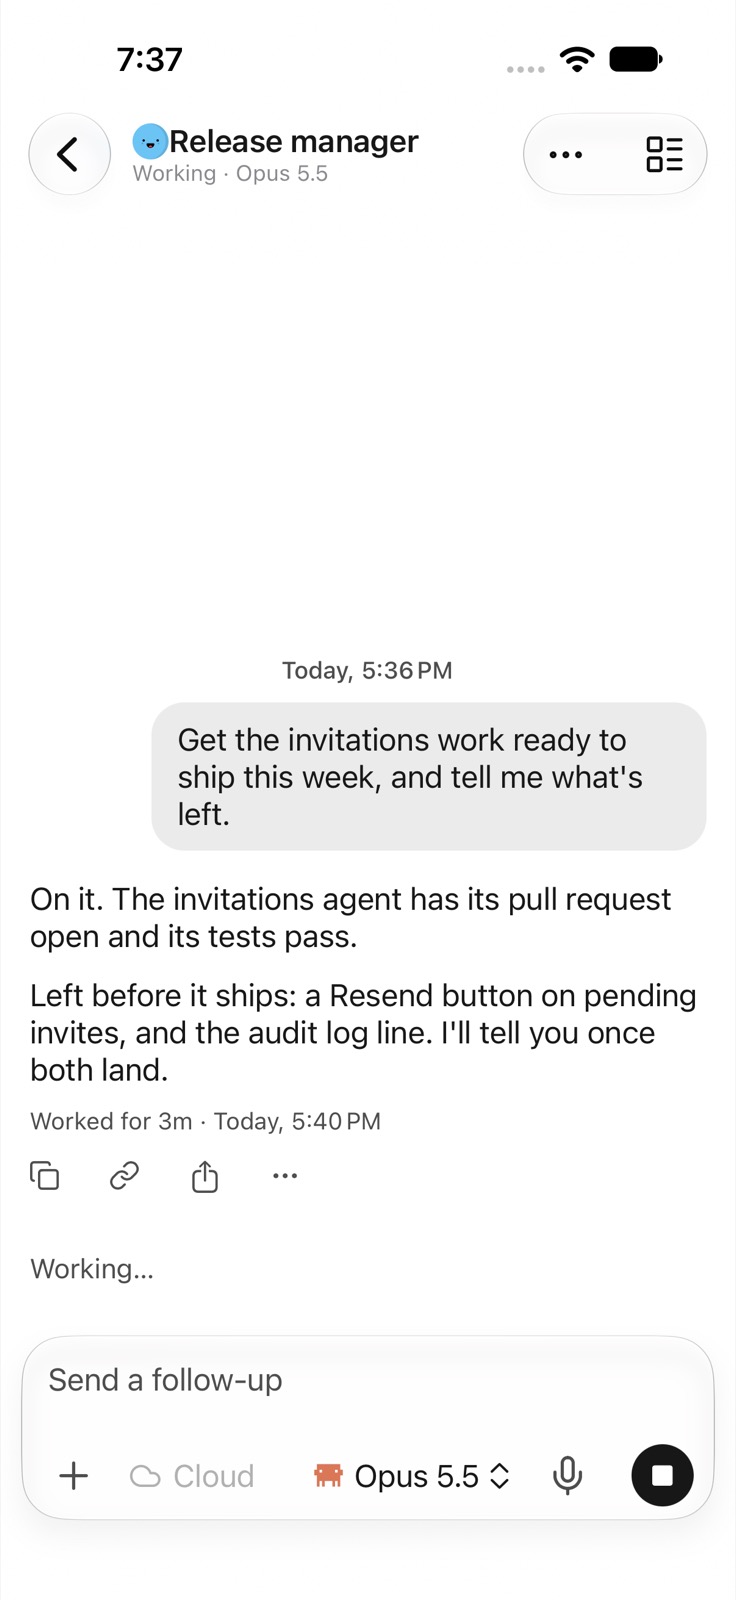 7:37
Release manager
Working · Opus 5.5
Today, 5:36 PM
Get the invitations work ready to
ship this week, and tell me what's
left.
On it. The invitations agent has its pull request
open and its tests pass.
Left before it ships: a Resend button on pending
invites, and the audit log line. I'll tell you once
both land.
Worked for 3m · Today, 5:40 PM
Working...
Send a follow-up
Cloud
Opus 5.5